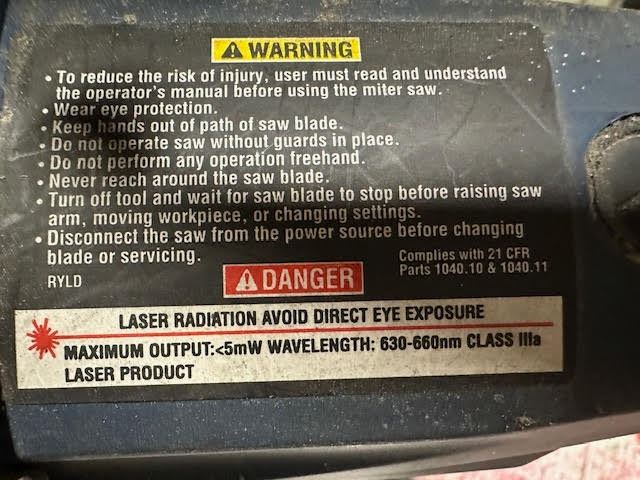 WARNING
• To reduce the risk of injury, user must read and understand
the operator's manual before using the miter saw.
• Wear eye protection.
• Keep hands out of path of saw blade.
• Do not operate saw without guards in place.
• Do not perform any operation freehand.
• Never reach around the saw blade.
• Turn off tool and wait for saw blade to stop before raising saw
arm, moving workpiece, or changing settings.
• Disconnect the saw from the power source before changing
blade or servicing.
Complies with 21 CFR
Parts 1040.10 & 1040.11
RYLD
DANGER
LASER RADIATION AVOID DIRECT EYE EXPOSURE
MAXIMUM OUTPUT:<5mW WAVELENGTH: 630-660nm CLASS IIIa
LASER PRODUCT